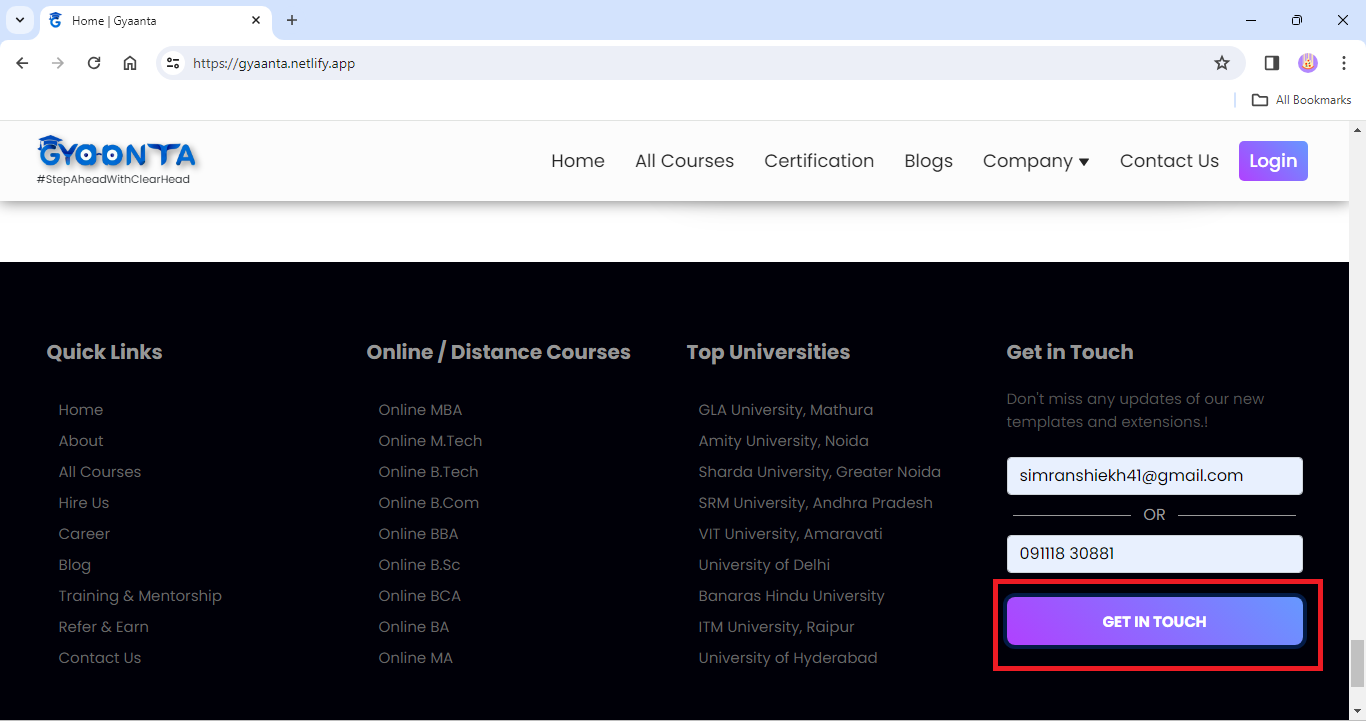 Home | Gyaanta
https://gyaanta.netlify.app
All Bookmarks
GYAANTA
#StepAheadWithClearHead
Home All Courses Certification Blogs Company ▼ Contact Us Login
Quick Links
Home
About
All Courses
Hire Us
Career
Blog
Training & Mentorship
Refer & Earn
Contact Us
Online / Distance Courses
Online MBA
Online M.Tech
Online B.Tech
Online B.Com
Online BBA
Online B.Sc
Online BCA
Online BA
Online MA
Top Universities
GLA University, Mathura
Amity University, Noida
Sharda University, Greater Noida
SRM University, Andhra Pradesh
VIT University, Amaravati
University of Delhi
Banaras Hindu University
ITM University, Raipur
University of Hyderabad
Get in Touch
Don't miss any updates of our new
templates and extensions.!
simranshiekh41@gmail.com
OR
091118 30881
GET IN TOUCH